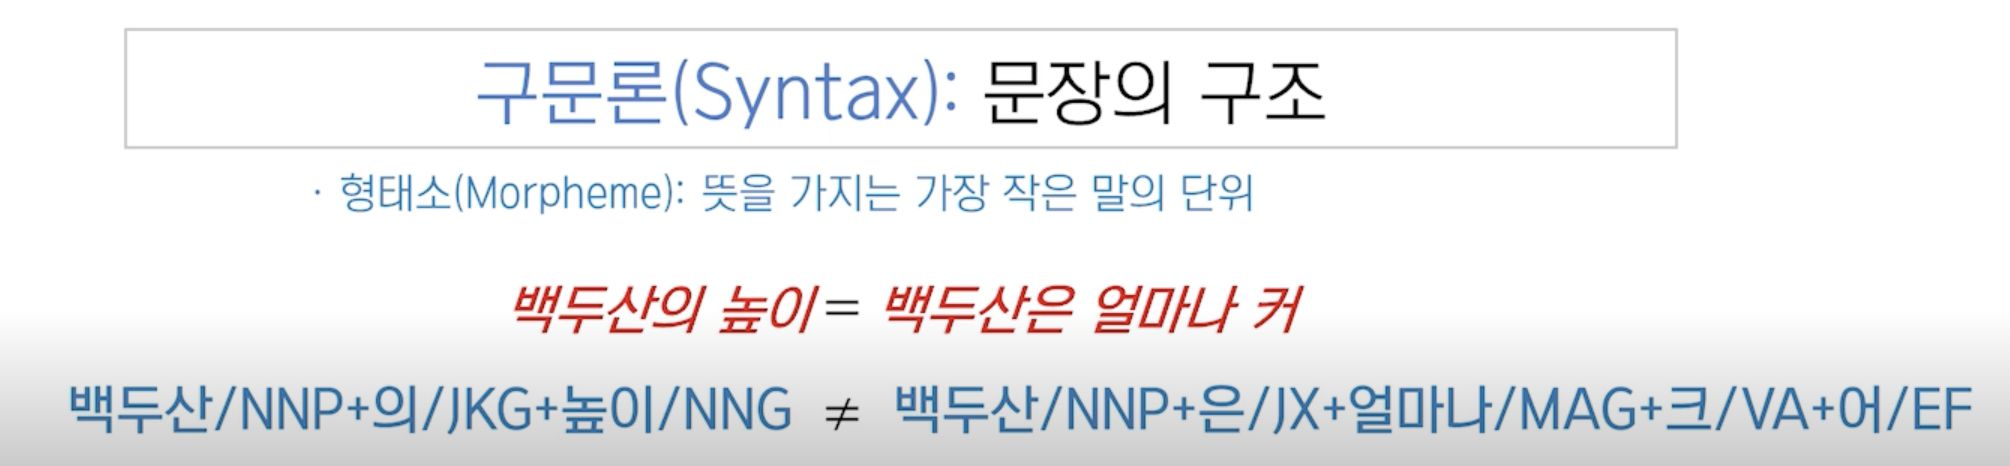 구문론(Syntax): 문장의 구조
· 형태소(Morpheme): 뜻을 가지는 가장 작은 말의 단위
백두산의 높이 = 백두산은 얼마나 커
백두산/NNP+의/JKG+높이/NNG ≠ 백두산/NNP+은/JX+얼마나/MAG+크/VA+어/EF